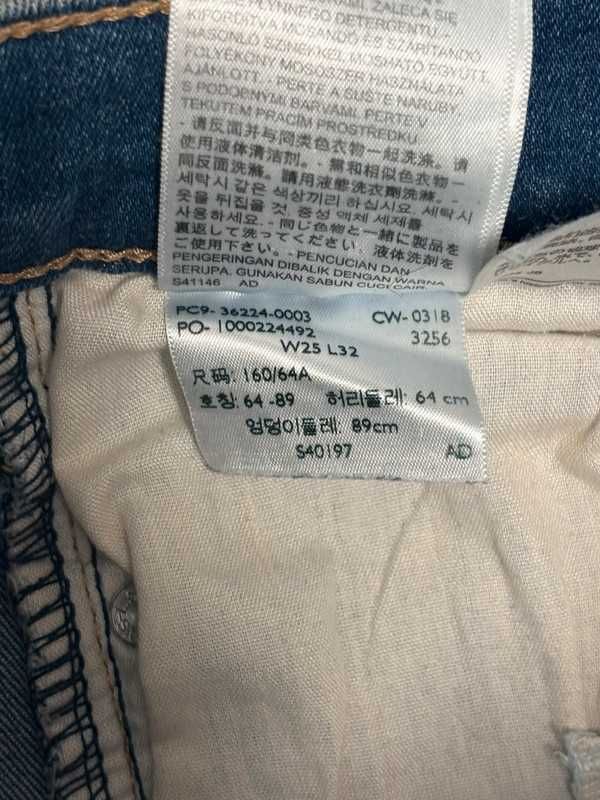 PŁYNNEGO DETERGENTU.
KIFORDÍTVA MOSANDÓ ÉS SZÁRÍTANDÓ
HASONLÓ SZÍNEKKEL MOSHATÓ EGYÜTT.
FOLYÉKONY MOSÓSZER HASZNÁLATA
AJÁNLOTT. - PERTE A SUŠTE NARUBY,
S PODOBNÝMI BARVAMI. PERTE V
TEKUTÉM PRACÍM PROSTŘEDKU.
- 请反面并与同类色衣物一起洗涤。请
使用液体清洁剂。- 當和相似色衣物一
同反面洗滌。請用液態洗衣劑洗滌。-
세탁시 같은 색상끼리 하십시요. 세탁시
옷을 뒤집을 것. 중성 액체 세제를
사용하세요. - 同じ色物と一緒に製品を
裏返して洗ってください。液体洗剤を
ご使用下さい。- PENCUCIAN DAN
PENGERINGAN DIBALIK DENGAN WARNA
SERUPA. GUNAKAN SABUN CUCI CAIR.
S41146 AD
PC9- 36224-0003 CW- 0318
PO- 1000224492 3256
W25 L32
尺码: 160/64A
호칭: 64 -89 허리둘레: 64 cm
엉덩이둘레: 89cm
S40197 AD